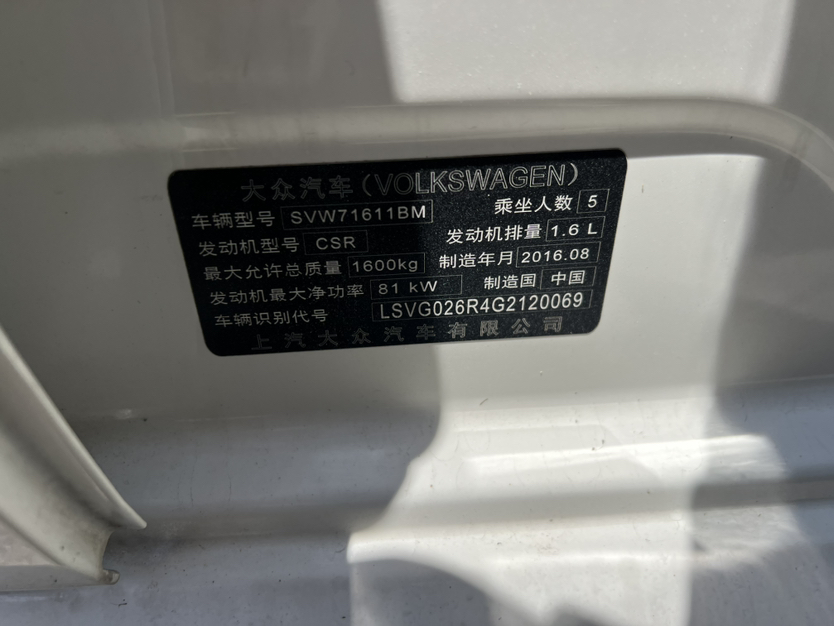 大众汽车(VOLKSWAGEN)
车辆型号 SVW71611BM 乘坐人数 5
发动机型号 CSR 发动机排量 1.6 L
最大允许总质量 1600kg 制造年月 2016.08
发动机最大净功率 81 kW 制造国 中国
车辆识别代号 LSVG026R4G2120069
上汽大众汽车有限公司